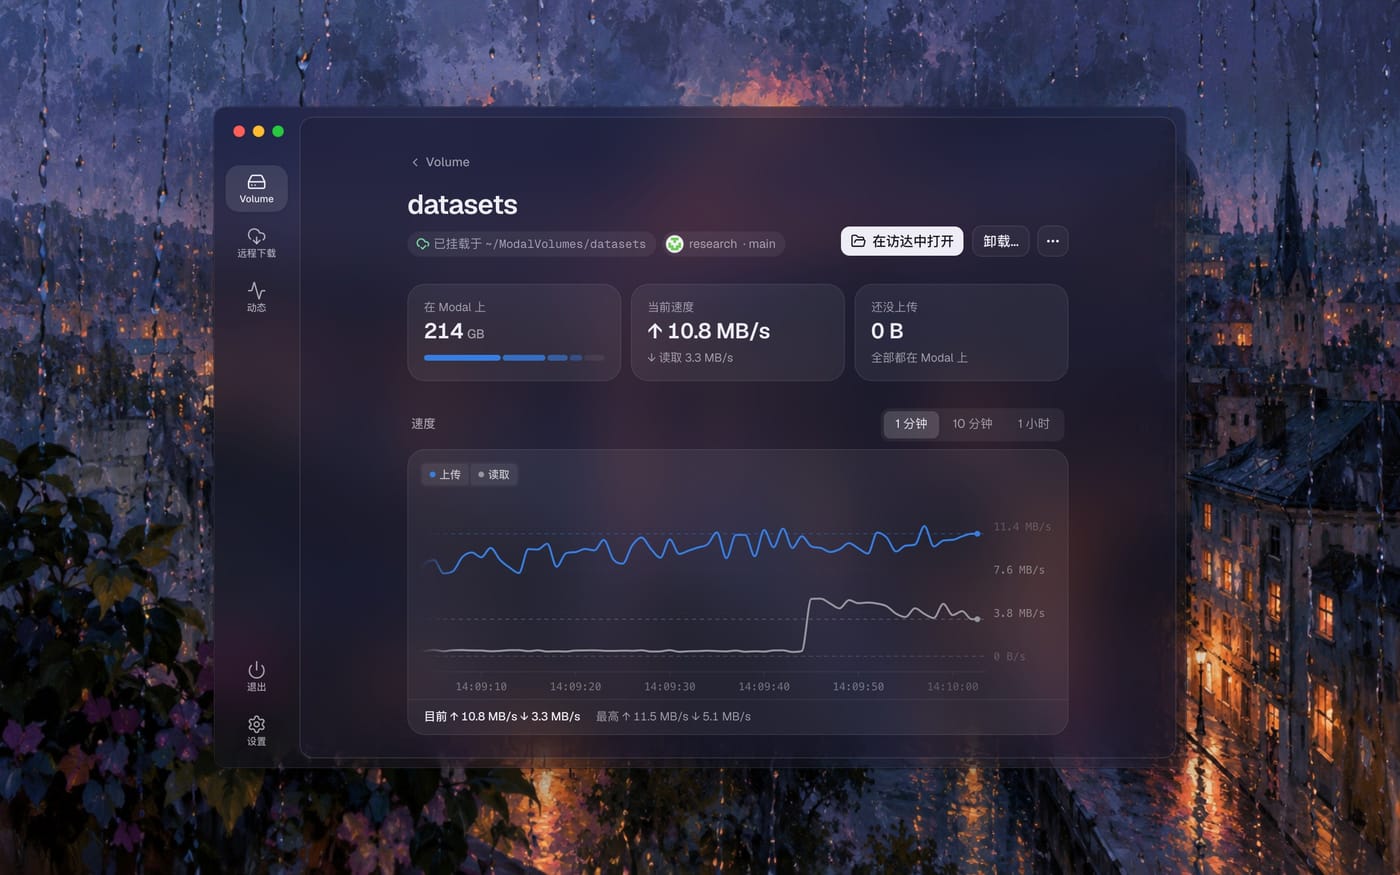 Volume
远程下载
动态
退出
设置
Volume
datasets
已挂载于 ~/ModalVolumes/datasets
research · main
在访达中打开
卸载...
在 Modal 上
214 GB
当前速度
↑ 10.8 MB/s
↓ 读取 3.3 MB/s
还没上传
0 B
全部都在 Modal 上
速度
1 分钟
10 分钟
1 小时
上传
读取
11.4 MB/s
7.6 MB/s
3.8 MB/s
0 B/s
14:09:10
14:09:20
14:09:30
14:09:40
14:09:50
14:10:00
目前 ↑ 10.8 MB/s ↓ 3.3 MB/s
最高 ↑ 11.5 MB/s ↓ 5.1 MB/s